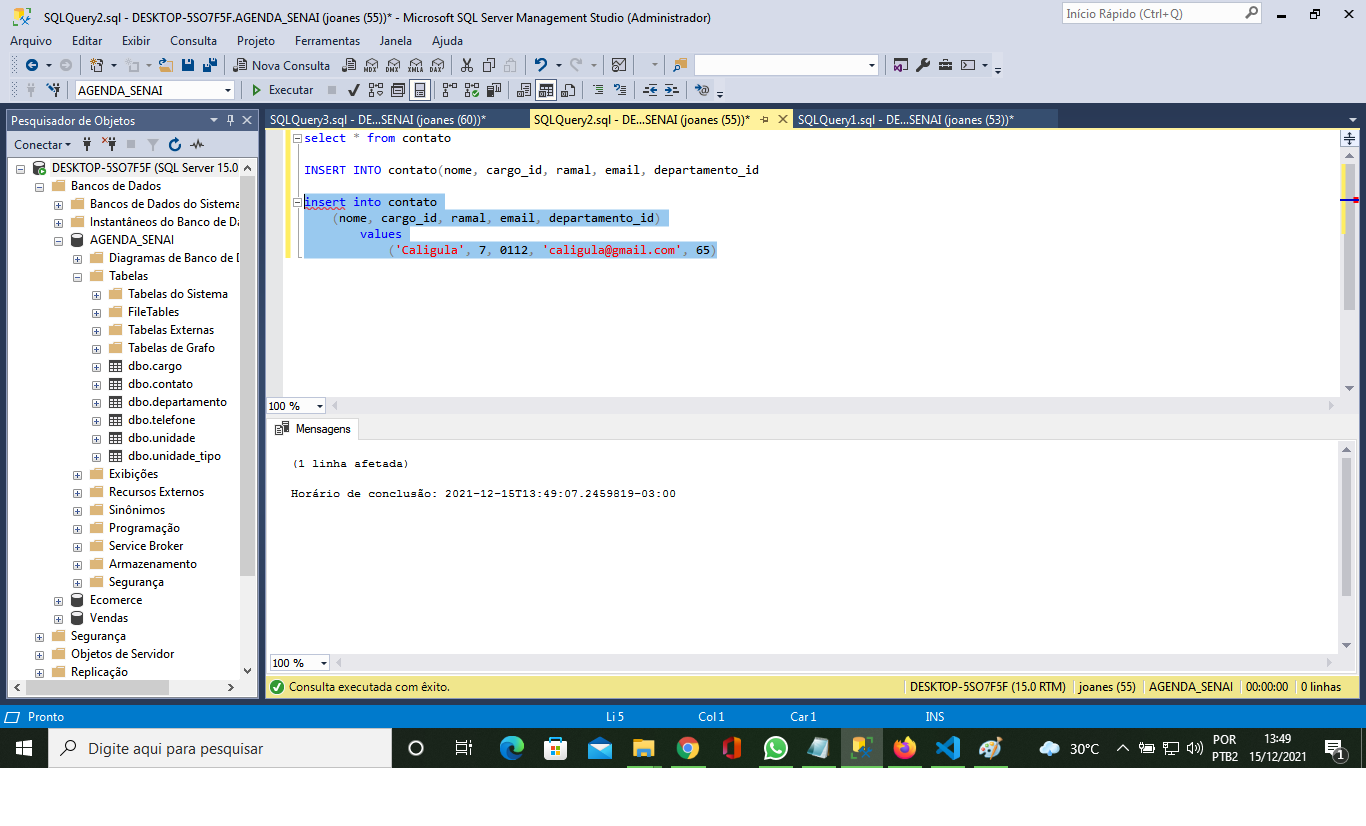 SQLQuery2.sql - DESKTOP-5SO7F5F.AGENDA_SENAI (joanes (55))* - Microsoft SQL Server Management Studio (Administrador)
Início Rápido (Ctrl+Q)
Arquivo Editar Exibir Consulta Projeto Ferramentas Janela Ajuda
Nova Consulta MDX DMX XMLA DAX
AGENDA_SENAI Executar
Pesquisador de Objetos
SQLQuery3.sql - DE...SENAI (joanes (60))* SQLQuery2.sql - DE...SENAI (joanes (55))* SQLQuery1.sql - DE...SENAI (joanes (53))*
Conectar
DESKTOP-5SO7F5F (SQL Server 15.0
Bancos de Dados
Bancos de Dados do Sistema
Instantâneos do Banco de Da
AGENDA_SENAI
Diagramas de Banco de D
Tabelas
Tabelas do Sistema
FileTables
Tabelas Externas
Tabelas de Grafo
dbo.cargo
dbo.contato
dbo.departamento
dbo.telefone
dbo.unidade
dbo.unidade_tipo
Exibições
Recursos Externos
Sinônimos
Programação
Service Broker
Armazenamento
Segurança
Ecomerce
Vendas
Segurança
Objetos de Servidor
Replicação
select * from contato
INSERT INTO contato(nome, cargo_id, ramal, email, departamento_id
insert into contato
(nome, cargo_id, ramal, email, departamento_id)
values
('Caligula', 7, 0112, 'caligula@gmail.com', 65)
100 %
Mensagens
(1 linha afetada)
Horário de conclusão: 2021-12-15T13:49:07.2459819-03:00
100 %
Consulta executada com êxito. DESKTOP-5SO7F5F (15.0 RTM) joanes (55) AGENDA_SENAI 00:00:00 0 linhas
Pronto Li 5 Col 1 Car 1 INS
Digite aqui para pesquisar
30°C
POR
PTB2
13:49
15/12/2021
1